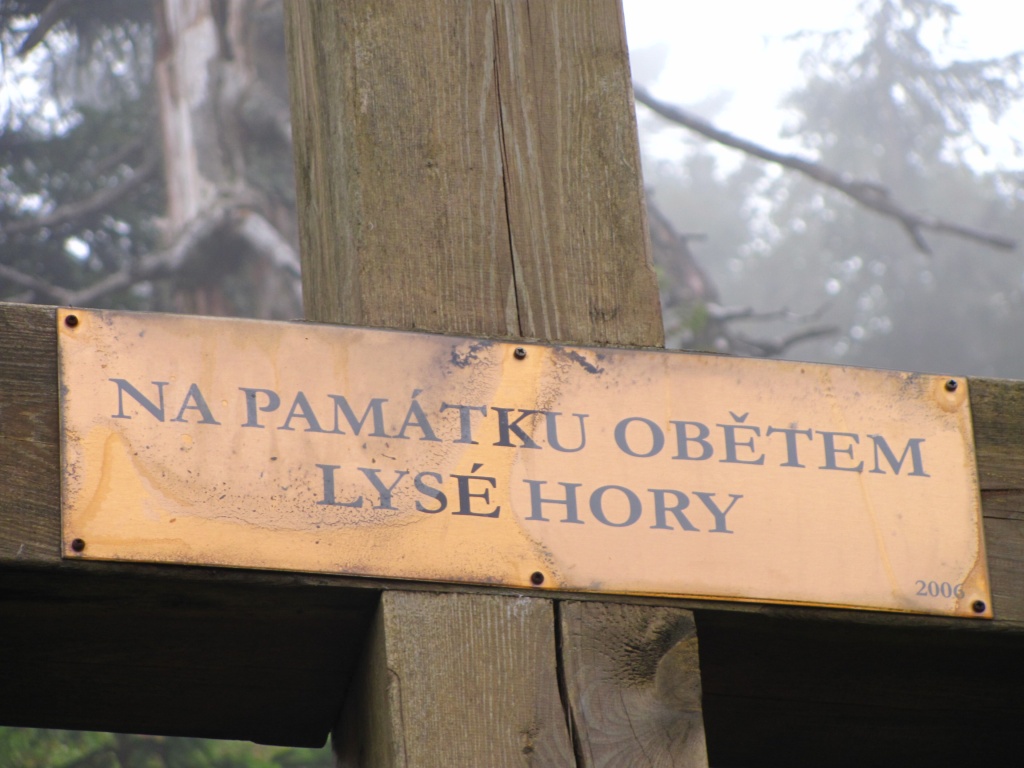 NA PAMÁTKU OBĚTEM
LYSÉ HORY
2006